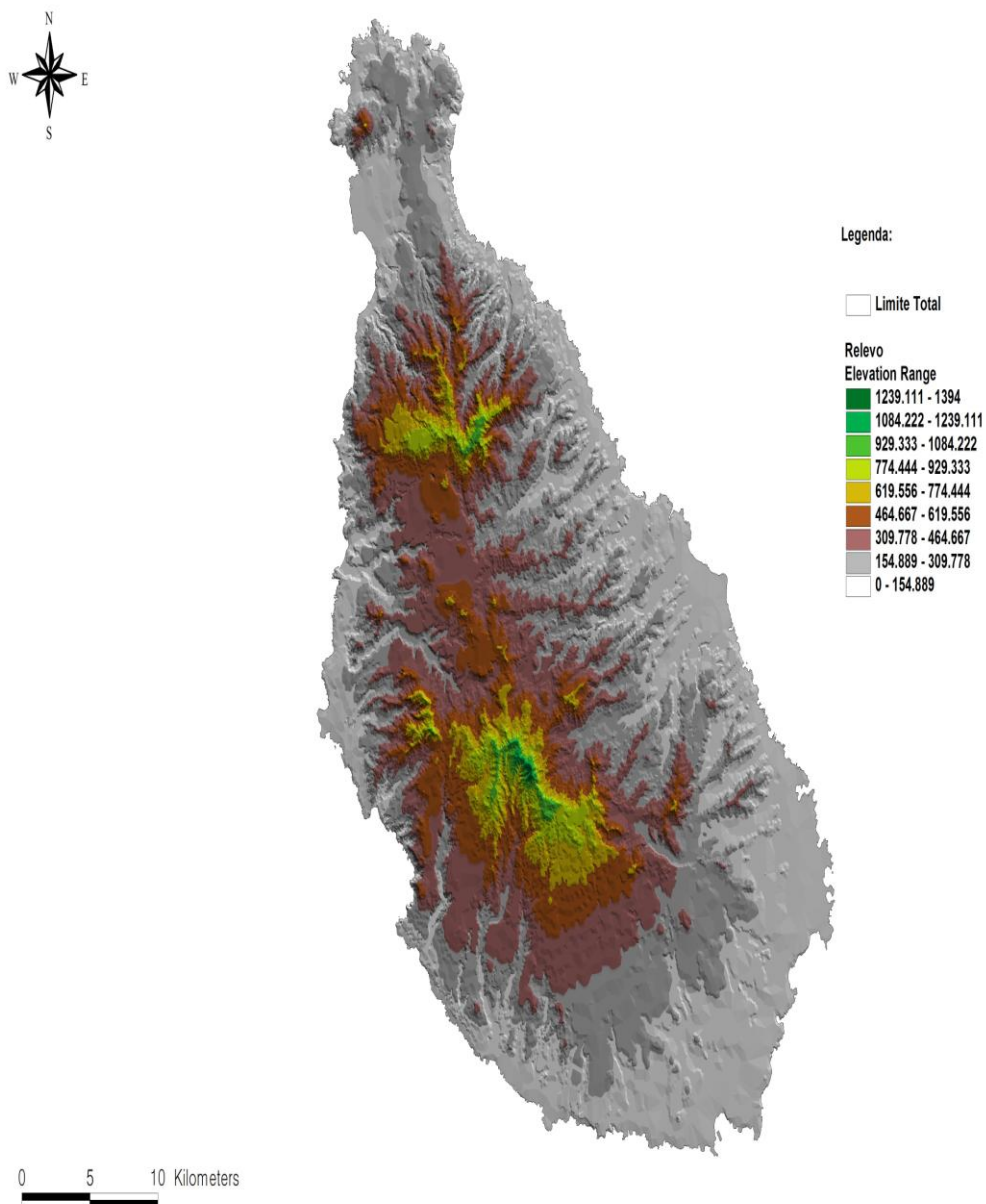 N
W E
S
Legenda:
Limite Total
Relevo
Elevation Range
1239.111 - 1394
1084.222 - 1239.111
929.333 - 1084.222
774.444 - 929.333
619.556 - 774.444
464.667 - 619.556
309.778 - 464.667
154.889 - 309.778
0 - 154.889
0 5 10 Kilometers